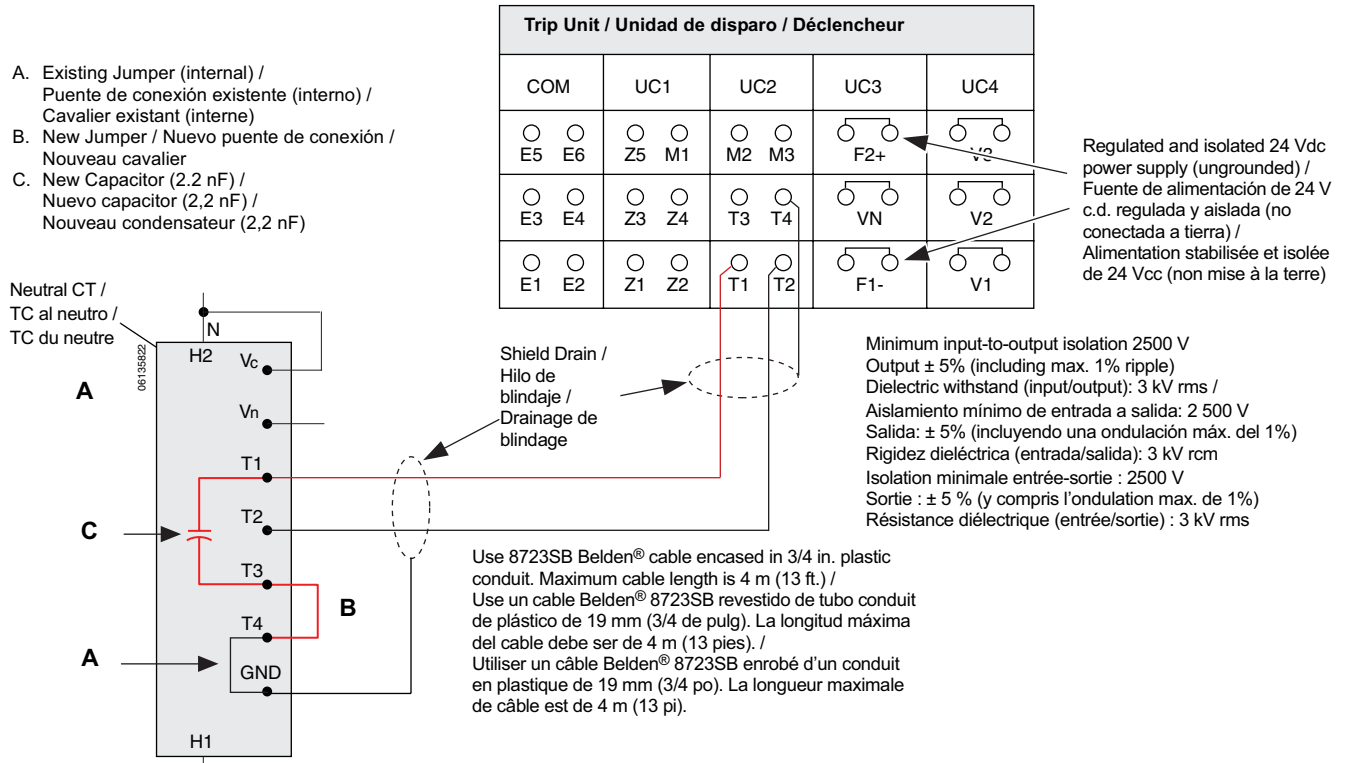 Trip Unit / Unidad de disparo / Déclencheur
COM UC1 UC2 UC3 UC4
E5 E6 Z5 M1 M2 M3 F2+ V3
E3 E4 Z3 Z4 T3 T4 VN V2
E1 E2 Z1 Z2 T1 T2 F1- V1
A. Existing Jumper (internal) /
Puente de conexión existente (interno) /
Cavalier existant (interne)
B. New Jumper / Nuevo puente de conexión /
Nouveau cavalier
C. New Capacitor (2.2 nF) /
Nuevo capacitor (2,2 nF) /
Nouveau condensateur (2,2 nF)
Regulated and isolated 24 Vdc
power supply (ungrounded) /
Fuente de alimentación de 24 V
c.d. regulada y aislada (no
conectada a tierra) /
Alimentation stabilisée et isolée
de 24 Vcc (non mise à la terre)
Neutral CT /
TC al neutro /
TC du neutre
06135822
N
H2
Vc
A
Vn
T1
C
T2
T3
B
T4
A
GND
H1
Shield Drain /
Hilo de
blindaje /
Drainage de
blindage
Minimum input-to-output isolation 2500 V
Output ± 5% (including max. 1% ripple)
Dielectric withstand (input/output): 3 kV rms /
Aislamiento mínimo de entrada a salida: 2 500 V
Salida: ± 5% (incluyendo una ondulación máx. del 1%)
Rigidez dieléctrica (entrada/salida): 3 kV rcm
Isolation minimale entrée-sortie : 2500 V
Sortie : ± 5 % (y compris l’ondulation max. de 1%)
Résistance diélectrique (entrée/sortie) : 3 kV rms
Use 8723SB Belden® cable encased in 3/4 in. plastic
conduit. Maximum cable length is 4 m (13 ft.) /
Use un cable Belden® 8723SB revestido de tubo conduit
de plástico de 19 mm (3/4 de pulg). La longitud máxima
del cable debe ser de 4 m (13 pies). /
Utiliser un câble Belden® 8723SB enrobé d’un conduit
en plastique de 19 mm (3/4 po). La longueur maximale
de câble est de 4 m (13 pi).